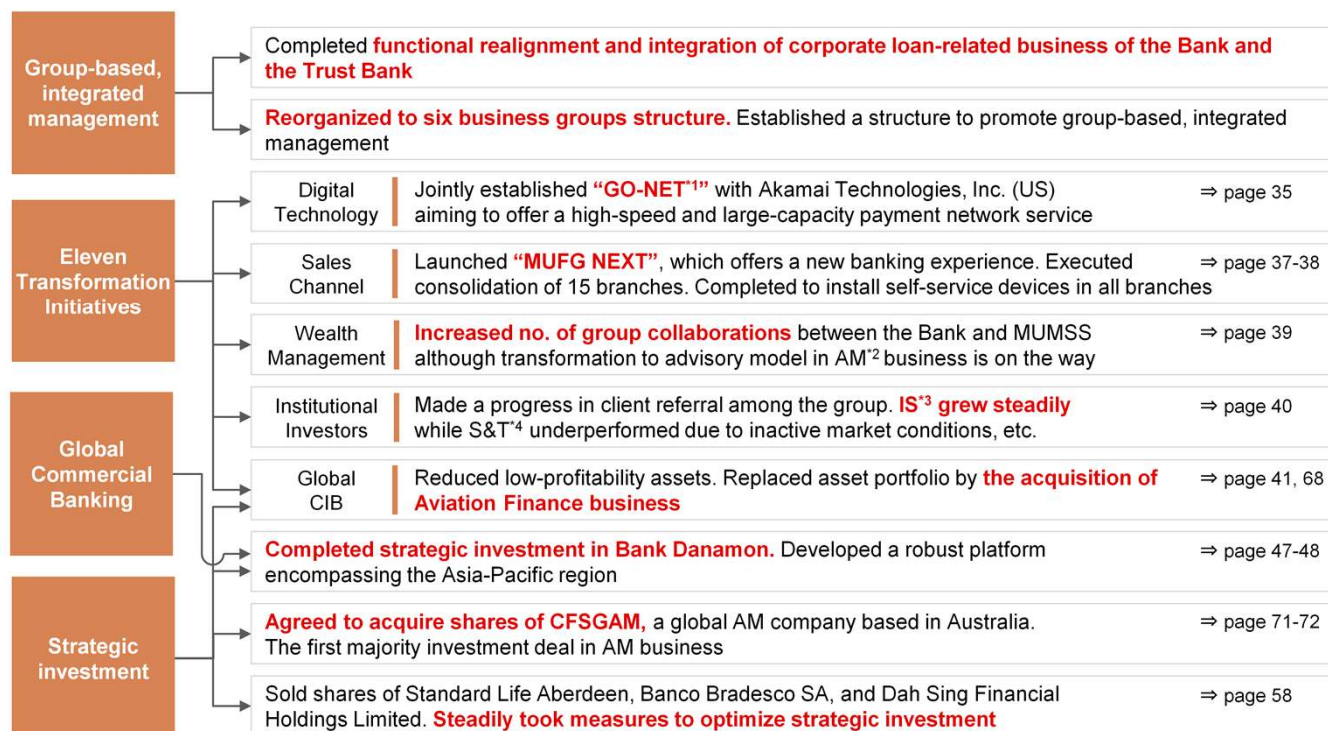 Group-based,
integrated
management
Completed functional realignment and integration of corporate loan-related business of the Bank and
the Trust Bank
Reorganized to six business groups structure. Established a structure to promote group-based, integrated
management
Eleven
Transformation
Initiatives
Digital
Technology
Jointly established “GO-NET*1” with Akamai Technologies, Inc. (US)
aiming to offer a high-speed and large-capacity payment network service
⇒ page 35
Sales
Channel
Launched “MUFG NEXT”, which offers a new banking experience. Executed
consolidation of 15 branches. Completed to install self-service devices in all branches
⇒ page 37-38
Wealth
Management
Increased no. of group collaborations between the Bank and MUMSS
although transformation to advisory model in AM*2 business is on the way
⇒ page 39
Institutional
Investors
Made a progress in client referral among the group. IS*3 grew steadily
while S&T*4 underperformed due to inactive market conditions, etc.
⇒ page 40
Global
CIB
Reduced low-profitability assets. Replaced asset portfolio by the acquisition of
Aviation Finance business
⇒ page 41, 68
Global
Commercial
Banking
Completed strategic investment in Bank Danamon. Developed a robust platform
encompassing the Asia-Pacific region
⇒ page 47-48
Strategic
investment
Agreed to acquire shares of CFSGAM, a global AM company based in Australia.
The first majority investment deal in AM business
⇒ page 71-72
Sold shares of Standard Life Aberdeen, Banco Bradesco SA, and Dah Sing Financial
Holdings Limited. Steadily took measures to optimize strategic investment
⇒ page 58